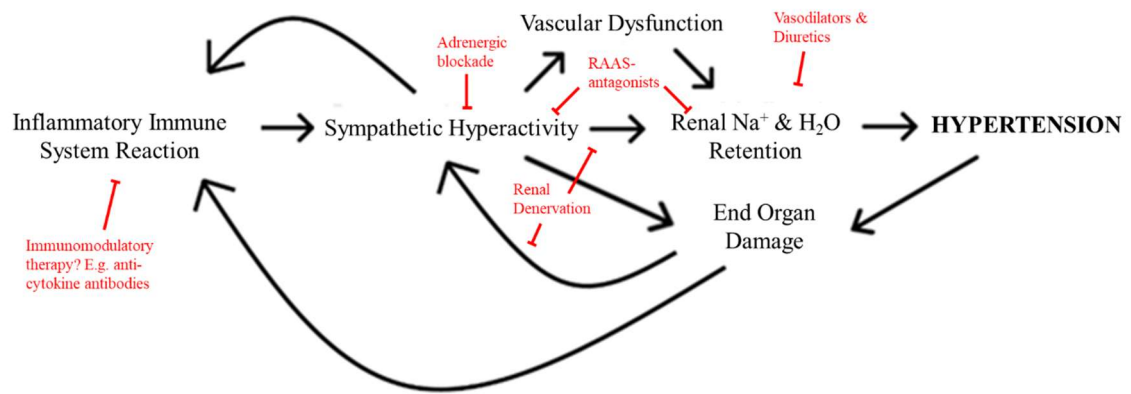 Vascular Dysfunction
Vasodilators &
Diuretics
Adrenergic
blockade
RAAS-
antagonists
Inflammatory Immune
System Reaction
Sympathetic Hyperactivity
Renal Na⁺ & H₂O
Retention
HYPERTENSION
Renal
Denervation
End Organ
Damage
Immunomodulatory
therapy? E.g. anti-
cytokine antibodies